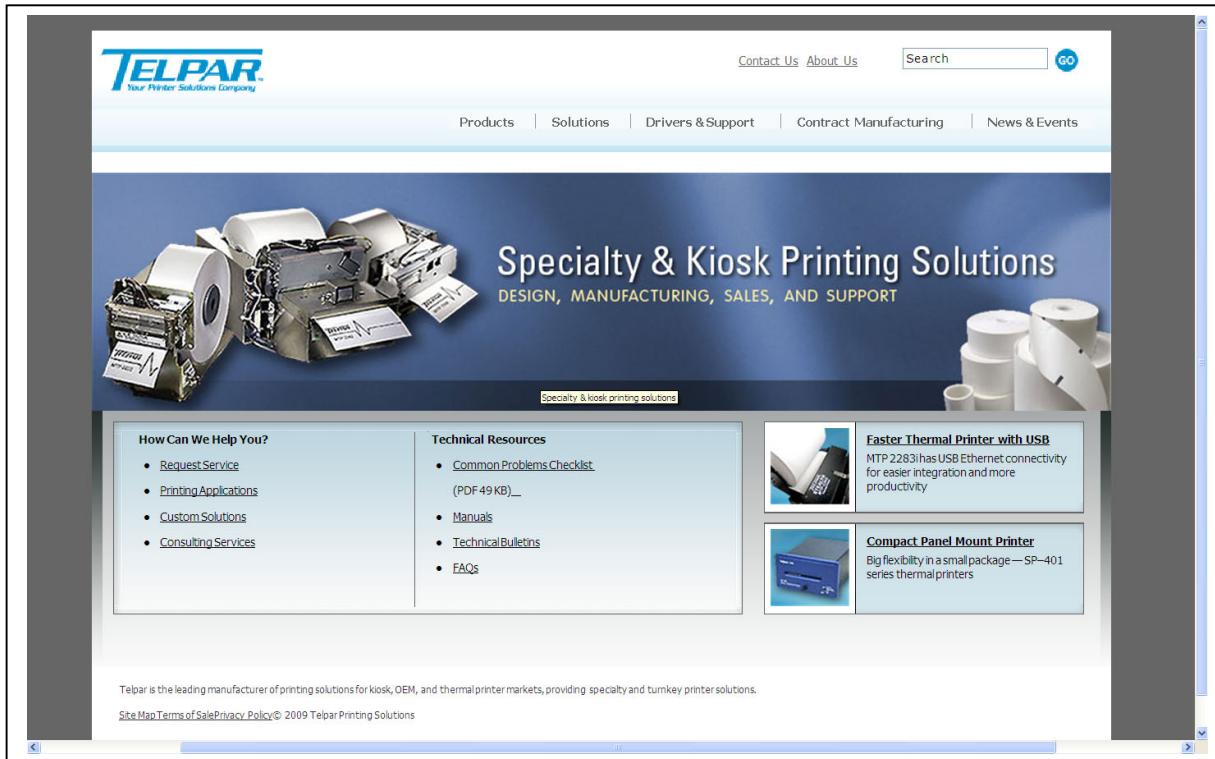 TELPAR
Your Printer Solutions Company
Contact Us About Us
Search
GO
Products
Solutions
Drivers & Support
Contract Manufacturing
News & Events
Specialty & Kiosk Printing Solutions
DESIGN, MANUFACTURING, SALES, AND SUPPORT
Specialty & kiosk printing solutions
How Can We Help You?
Request Service
Printing Applications
Custom Solutions
Consulting Services
Technical Resources
Common Problems Checklist
(PDF 49 KB)
Manuals
Technical Bulletins
FAQs
Faster Thermal Printer with USB
MTP 2283i has USB Ethernet connectivity
for easier integration and more
productivity
Compact Panel Mount Printer
Big flexibility in a small package — SP–401
series thermal printers
Telpar is the leading manufacturer of printing solutions for kiosk, OEM, and thermal printer markets, providing specialty and turnkey printer solutions.
Site Map Terms of Sale Privacy Policy © 2009 Telpar Printing Solutions